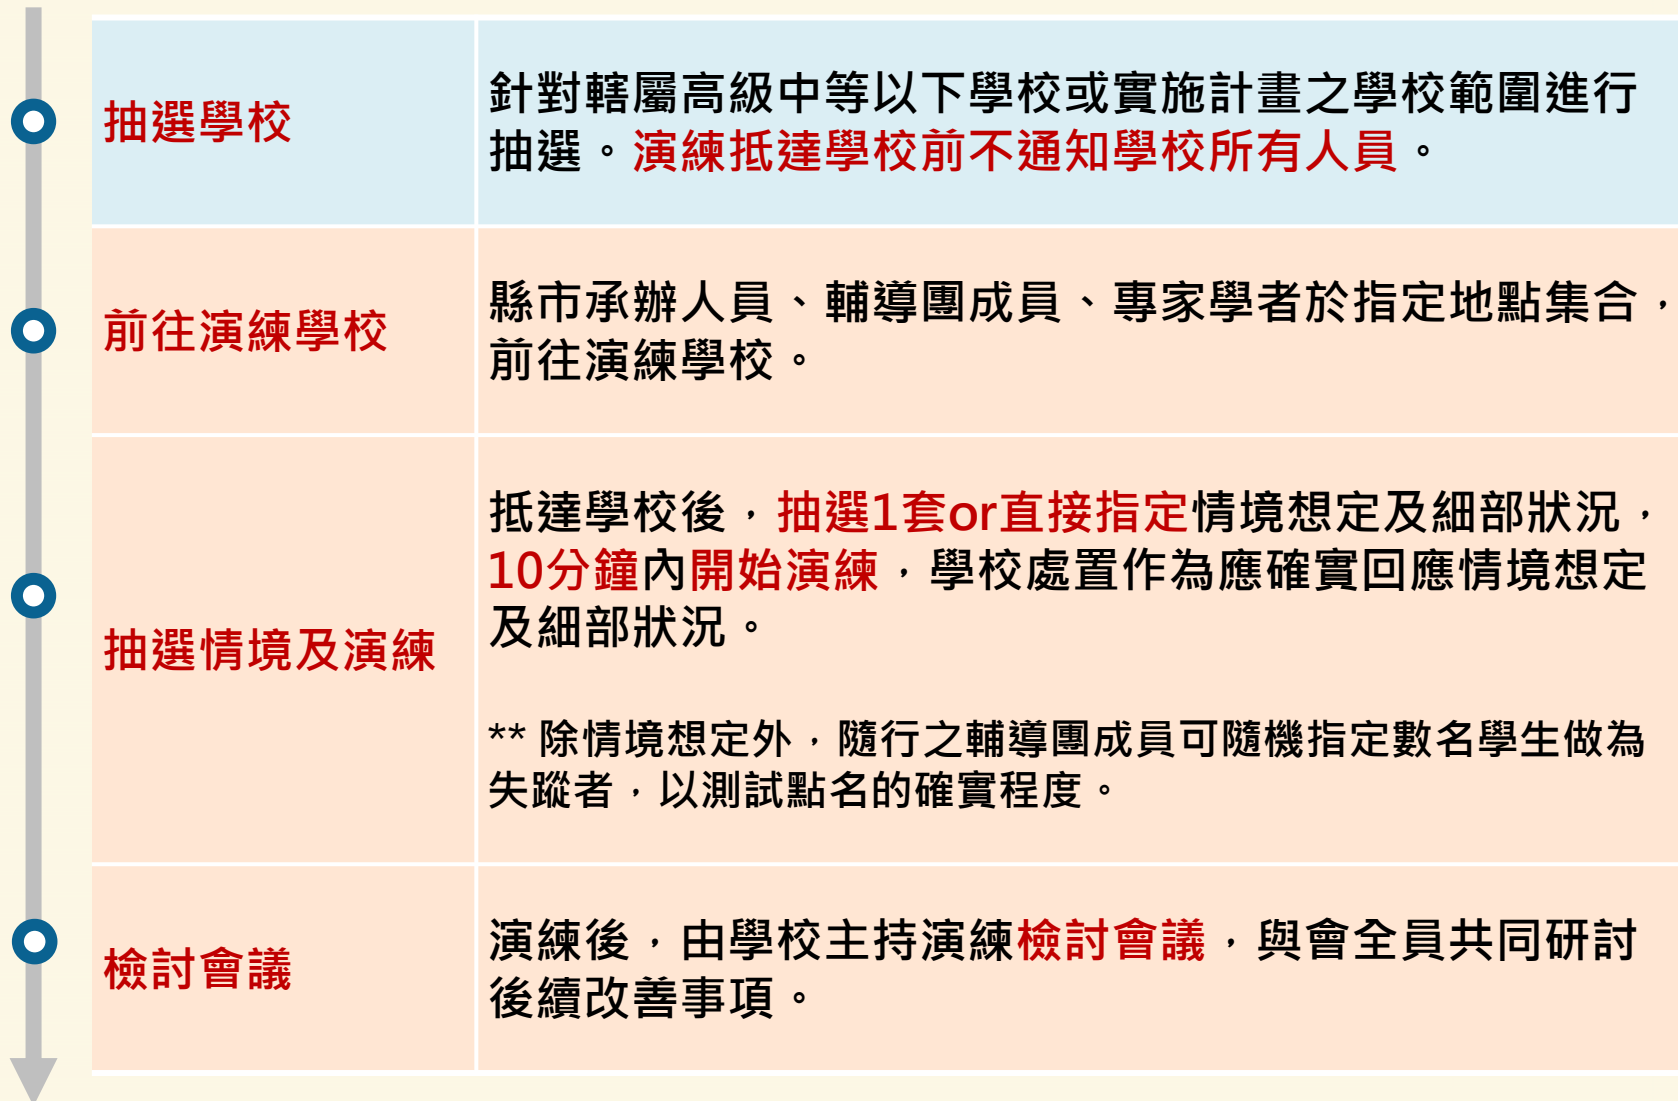 抽選學校
針對轄屬高級中等以下學校或實施計畫之學校範圍進行
抽選。演練抵達學校前不通知學校所有人員。
前往演練學校
縣市承辦人員、輔導團成員、專家學者於指定地點集合，
前往演練學校。
抽選情境及演練
抵達學校後，抽選1套or直接指定情境想定及細部狀況，
10分鐘內開始演練，學校處置作為應確實回應情境想定
及細部狀況。
** 除情境想定外，隨行之輔導團成員可隨機指定數名學生做為
失蹤者，以測試點名的確實程度。
檢討會議
演練後，由學校主持演練檢討會議，與會全員共同研討
後續改善事項。